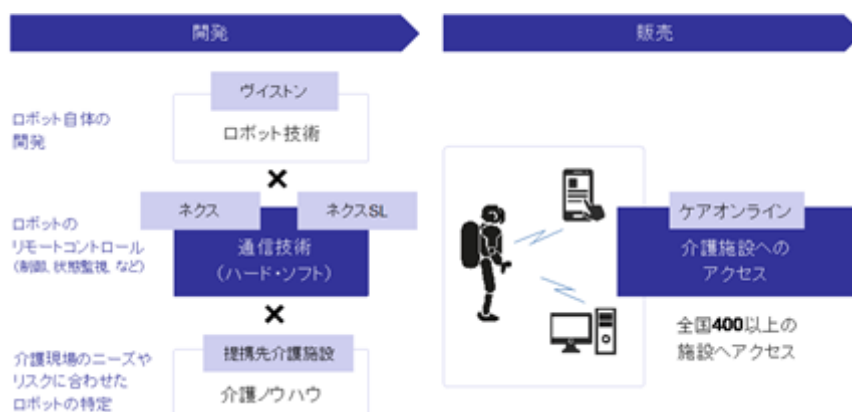 開発
販売
ロボット自体の
開発
ヴイストン
ロボット技術
×
ロボットの
リモートコントロール
(制御、状態監視、など)
ネクス
ネクスSL
通信技術
(ハード・ソフト)
×
介護現場のニーズや
リスクに合わせた
ロボットの特定
提携先介護施設
介護ノウハウ
ケアオンライン
介護施設への
アクセス
全国400以上の
施設へアクセス